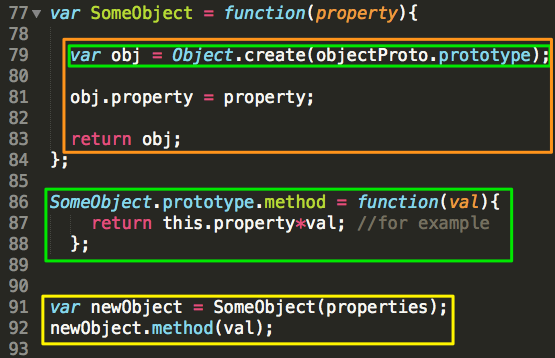 77 var SomeObject = function(property){
78
79 var obj = Object.create(objectProto.prototype);
80
81 obj.property = property;
82
83 return obj;
84 };
85
86 SomeObject.prototype.method = function(val){
87 return this.property*val; //for example
88 };
89
90
91 var newObject = SomeObject(properties);
92 newObject.method(val);
93